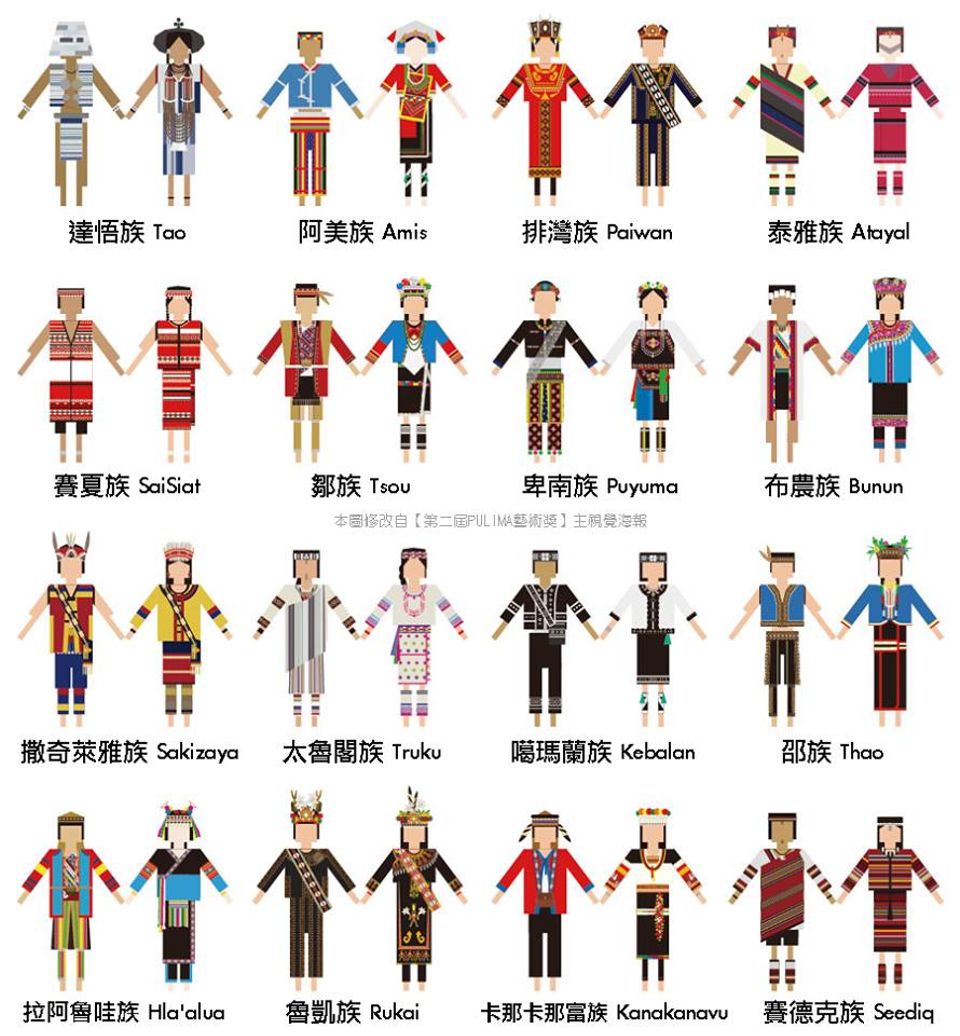 達悟族 Tao
阿美族 Amis
排灣族 Paiwan
泰雅族 Atayal
賽夏族 SaiSiat
鄒族 Tsou
卑南族 Puyuma
布農族 Bunun
本圖修改自【第二屆PULIMA藝術獎】主視覺海報
撒奇萊雅族 Sakizaya
太魯閣族 Truku
噶瑪蘭族 Kebalan
邵族 Thao
拉阿魯哇族 Hla'alua
魯凱族 Rukai
卡那卡那富族 Kanakanavu
賽德克族 Seediq